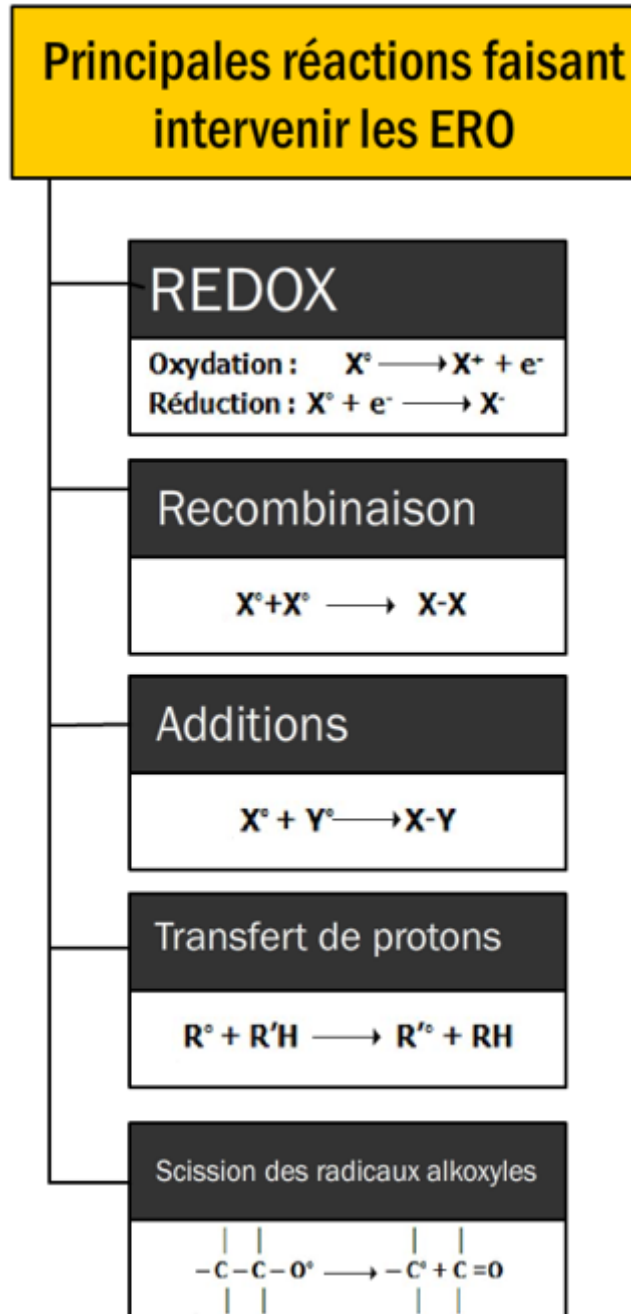 Principales réactions faisant
intervenir les ERO
REDOX
Oxydation : X° ⟶ X⁺ + e⁻
Réduction : X° + e⁻ ⟶ X⁻
Recombinaison
X°+X° ⟶ X-X
Additions
X° + Y° ⟶ X-Y
Transfert de protons
R° + R'H ⟶ R'° + RH
Scission des radicaux alkoxyles
| | | |
– C – C – O° ⟶ – C° + C =O
| | | |